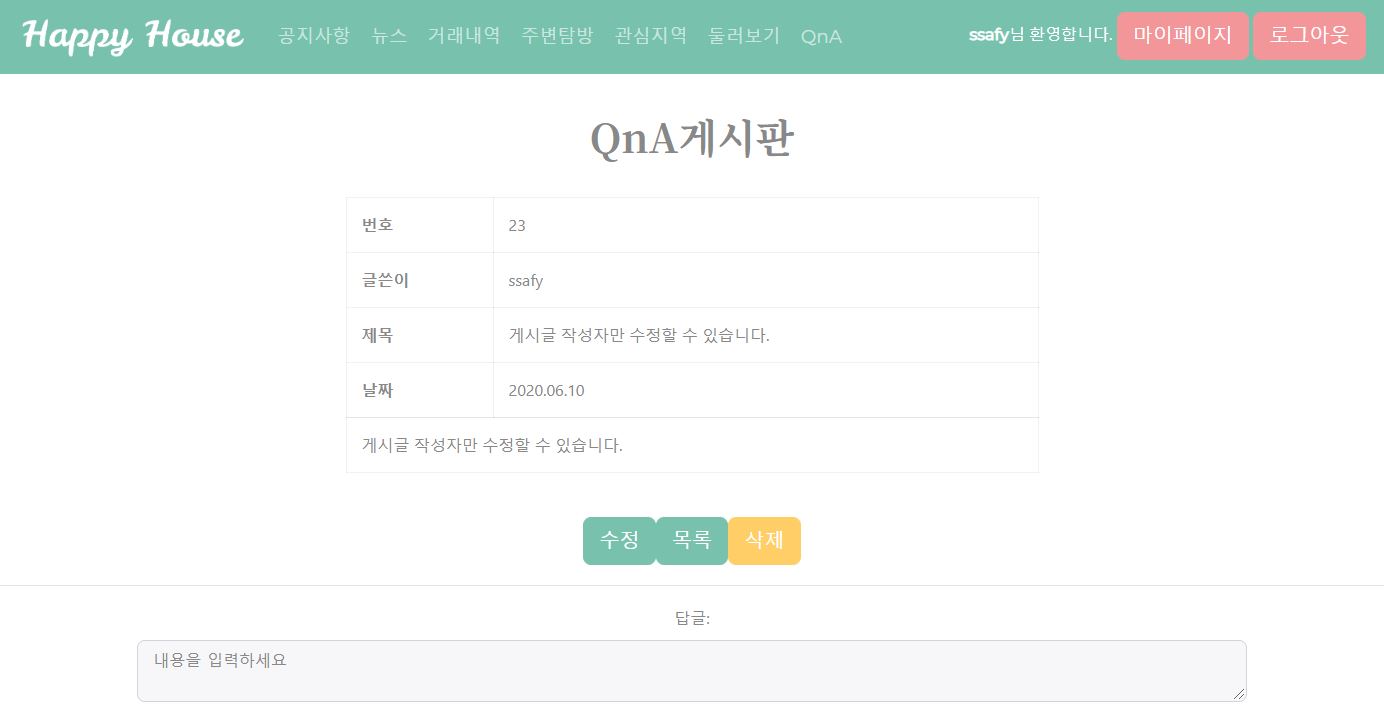 Happy House 공지사항 뉴스 거래내역 주변탐방 관심지역 둘러보기 QnA ssafy님 환영합니다. 마이페이지 로그아웃
QnA게시판
번호 23
글쓴이 ssafy
제목 게시글 작성자만 수정할 수 있습니다.
날짜 2020.06.10
게시글 작성자만 수정할 수 있습니다.
수정 목록 삭제
답글:
내용을 입력하세요